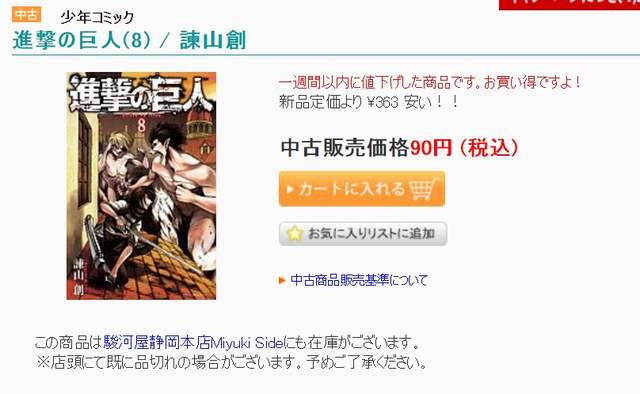 中古 少年コミック
進撃の巨人(8) / 諫山創
進撃の巨人
8
諫山創
一週間以内に値下げした商品です。お買い得ですよ！
新品定価より ¥363 安い！！
中古販売価格90円 (税込)
カートに入れる
お気に入りリストに追加
中古商品販売基準について
この商品は駿河屋静岡本店Miyuki Sideにも在庫がございます。
※店頭にて既に品切れの場合がございます。予めご了承ください。